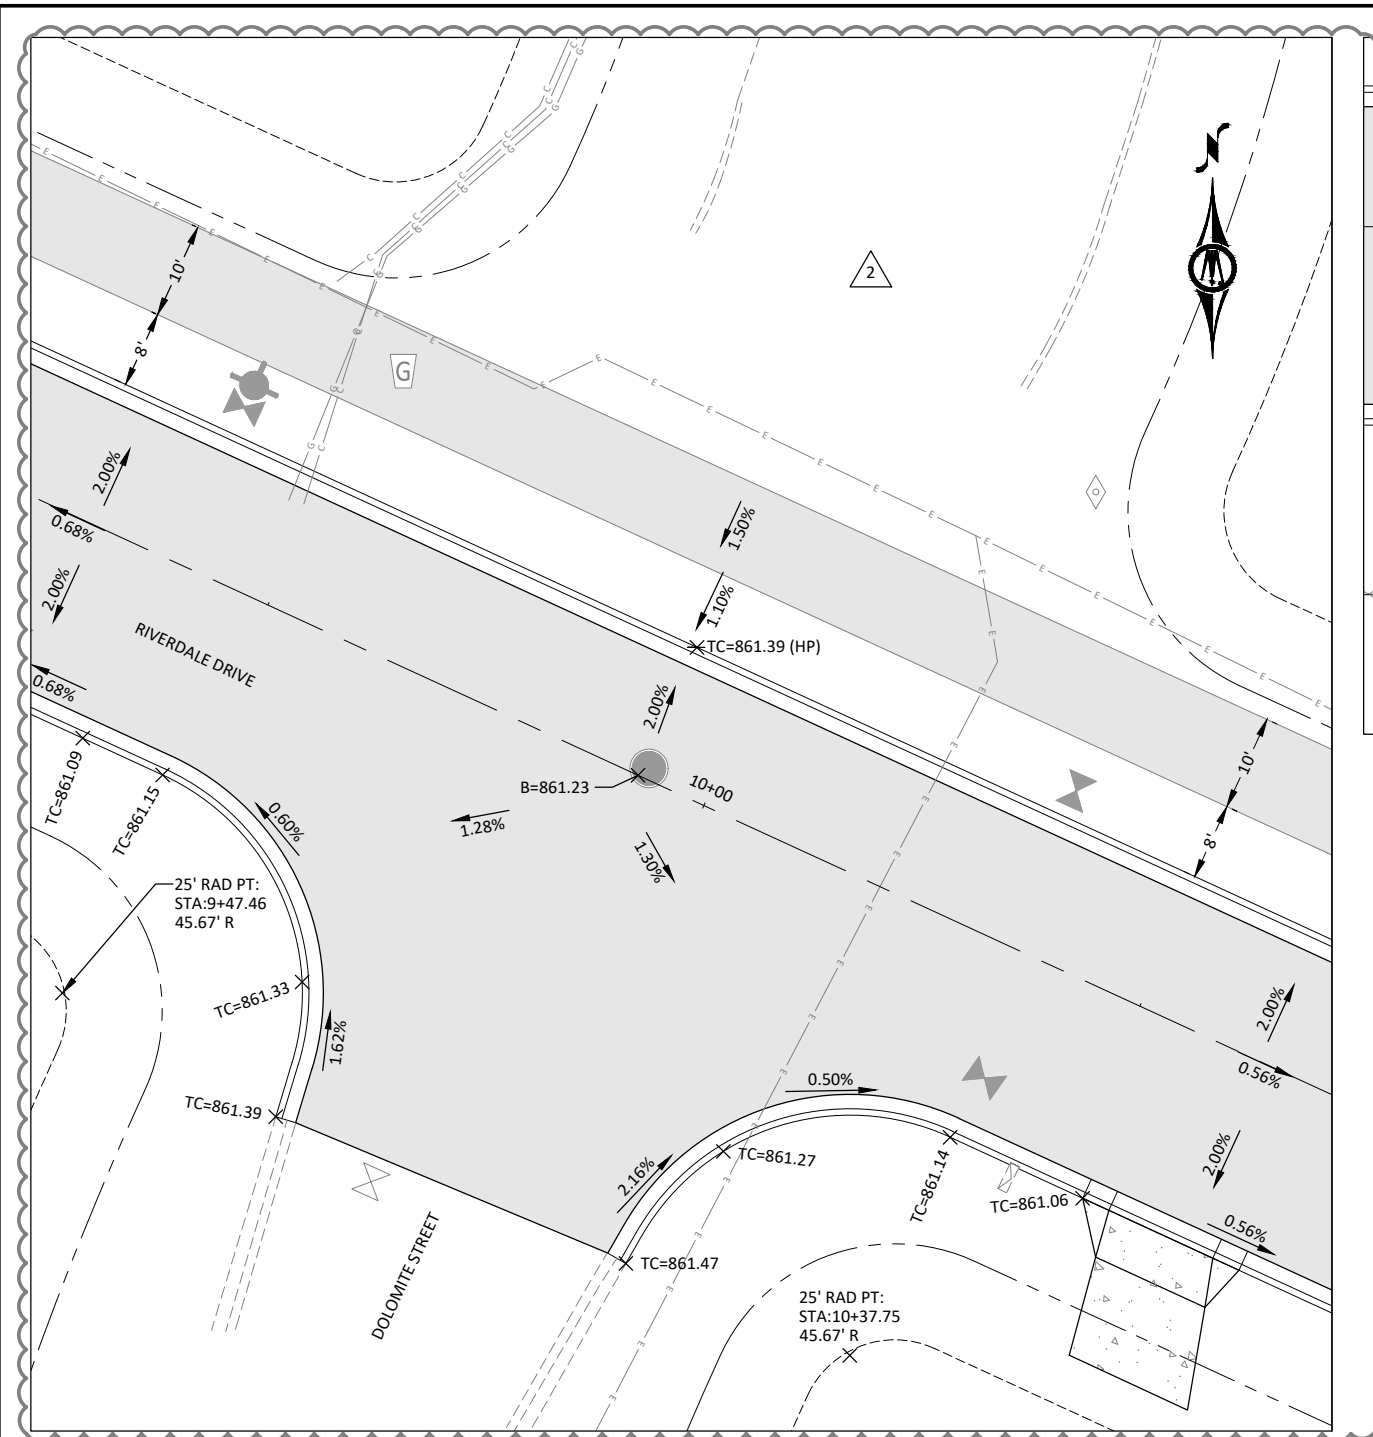 N
2
10'
8'
G
2.00%
0.68%
2.00%
RIVERDALE DRIVE
0.68%
1.50%
1.10%
TC=861.39 (HP)
2.00%
B=861.23
10+00
1.28%
1.30%
10'
8'
TC=861.09
TC=861.15
0.60%
25' RAD PT:
STA:9+47.46
45.67' R
TC=861.33
1.62%
TC=861.39
2.00%
0.56%
0.50%
2.16%
TC=861.27
TC=861.14
TC=861.06
2.00%
0.56%
TC=861.47
DOLOMITE STREET
25' RAD PT:
STA:10+37.75
45.67' R